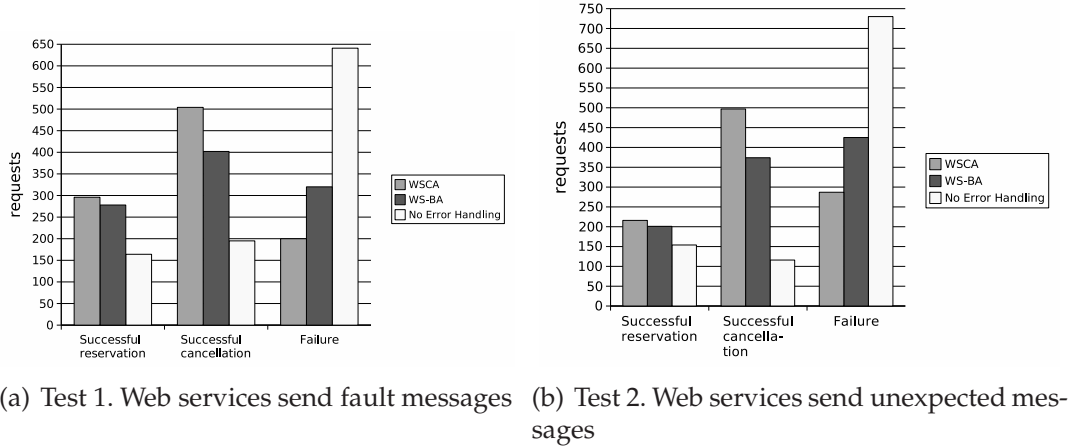 650
600
550
500
450
400
350
300
250
200
150
100
50
0
requests
Successful
reservation
Successful
cancellation
Failure
WSCA
WS-BA
No Error Handling
750
700
650
600
550
500
450
400
350
300
250
200
150
100
50
0
requests
Successful
reservation
Successful
cancella-
tion
Failure
WSCA
WS-BA
No Error Handling
(a) Test 1. Web services send fault messages
(b) Test 2. Web services send unexpected mes-
sages